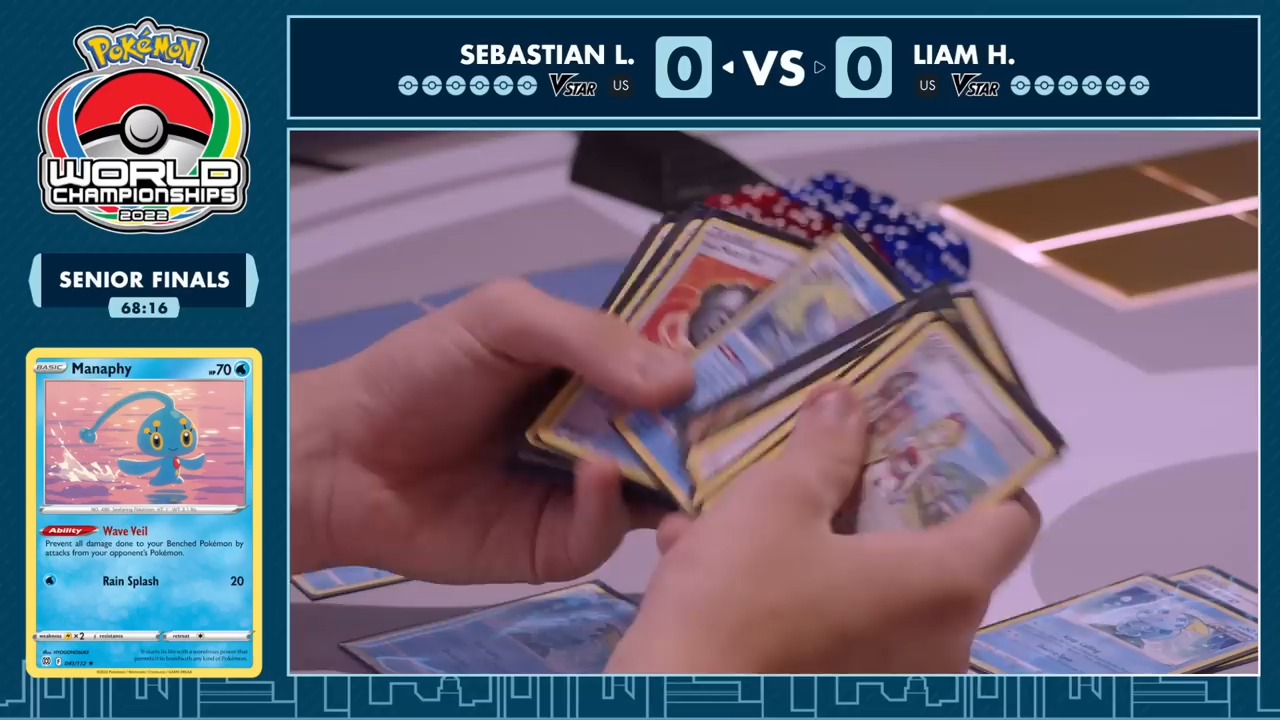 Pokémon
WORLD
CHAMPIONSHIPS
2022
SENIOR FINALS
68:16
SEBASTIAN L.
VSTAR
US
0
VS
0
LIAM H.
US
VSTAR
BASIC
Manaphy
HP70
Ability
Wave Veil
Prevent all damage done to your Benched Pokémon by
attacks from your opponent's Pokémon.
Rain Splash
20
weakness
×2
resistance
retreat